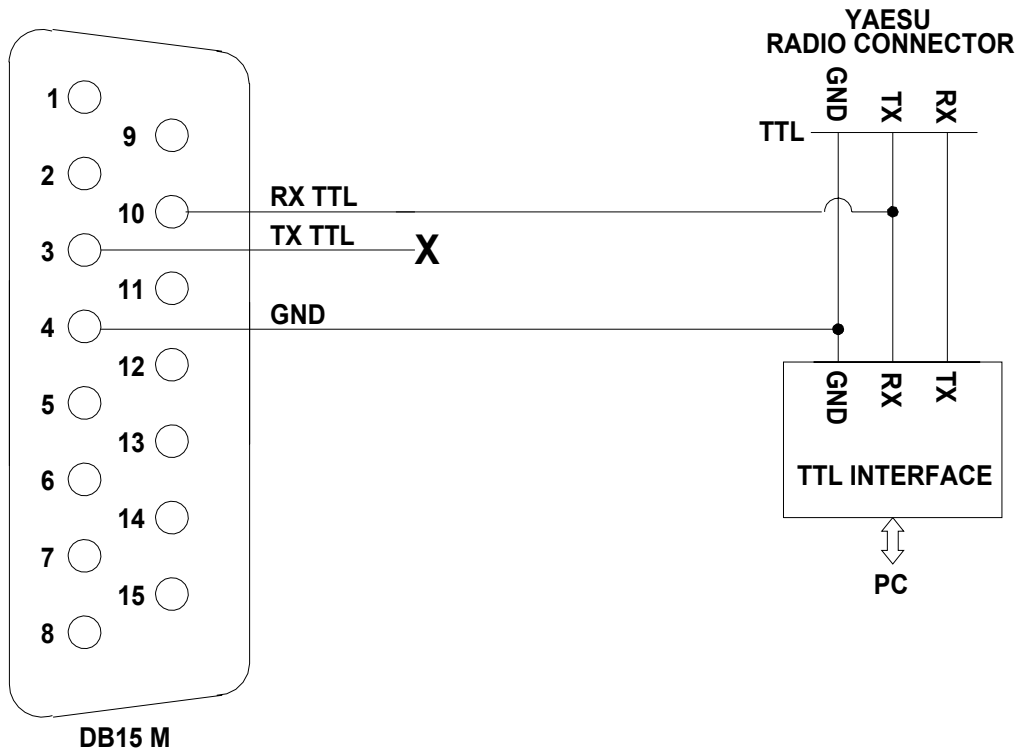 YAESU
RADIO CONNECTOR
GND TX RX
TTL
1
9
2
10 RX TTL
3 TX TTL X
11
4 GND
12
GND RX TX
5
13
TTL INTERFACE
6
14
7
PC
15
8
DB15 M